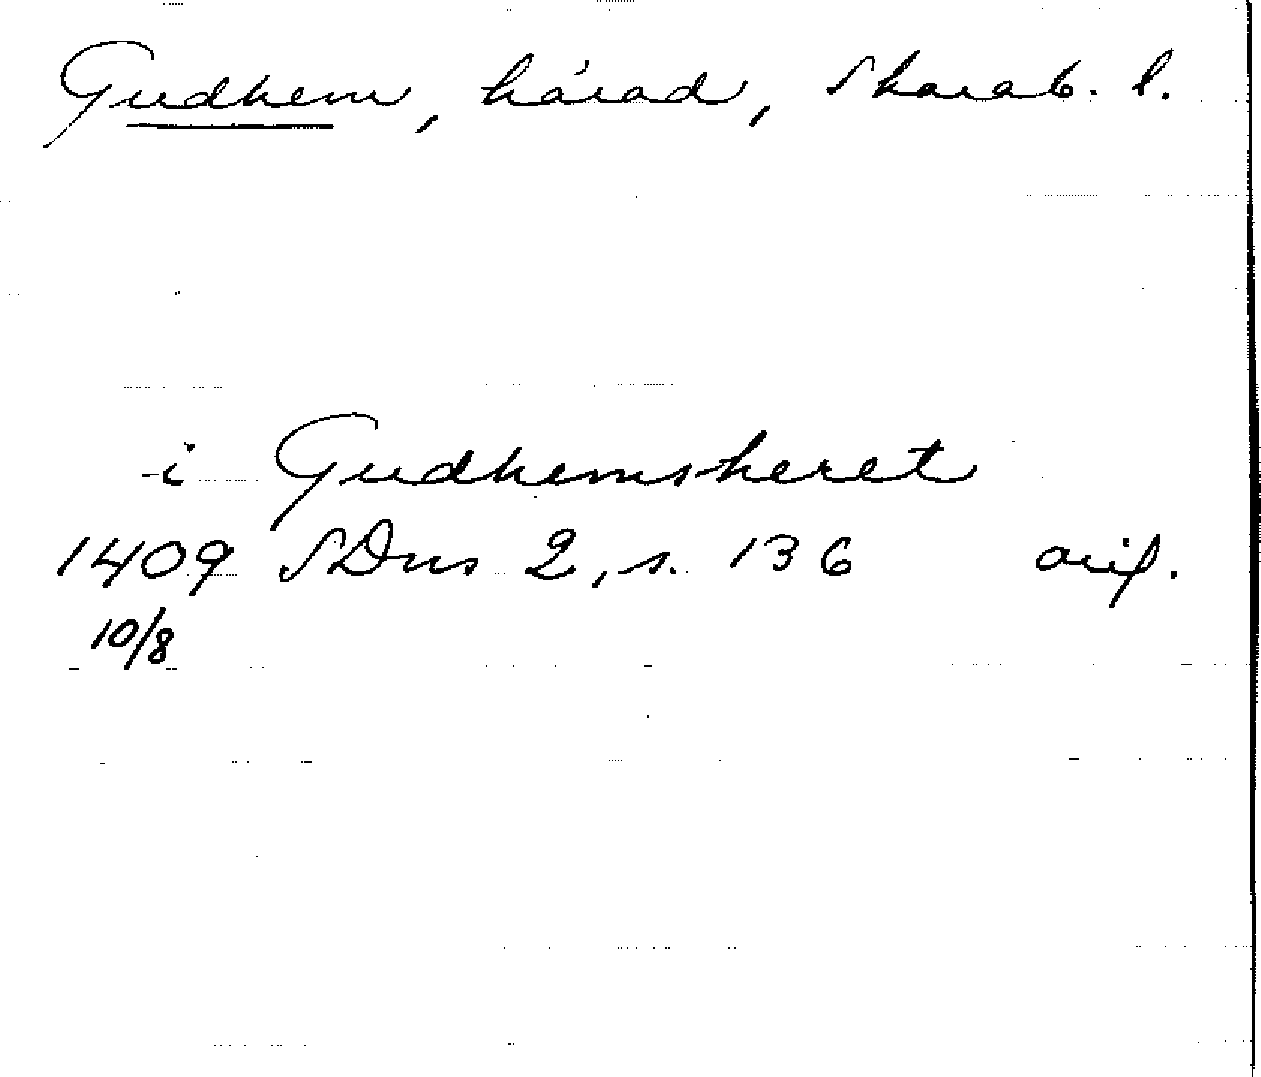 Gudhem, härad, Skarab. l.
i Gudhemsheret
1409 SDns 2, s. 136 orig.
10/8